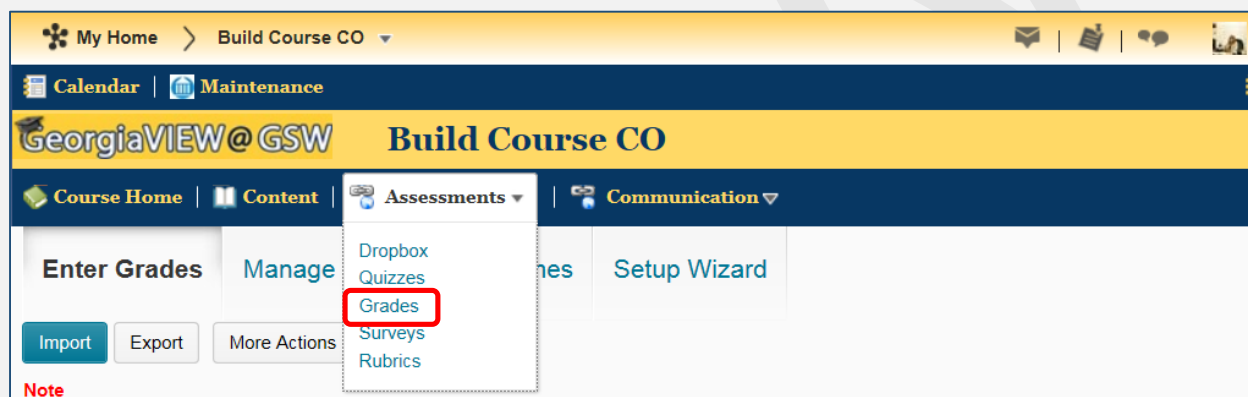 My Home > Build Course CO
Calendar | Maintenance
GeorgiaVIEW@GSW Build Course CO
Course Home | Content | Assessments | Communication
Dropbox
Enter Grades Manage Setup Wizard
Quizzes
Grades
Import Export More Actions
Surveys
Rubrics
Note